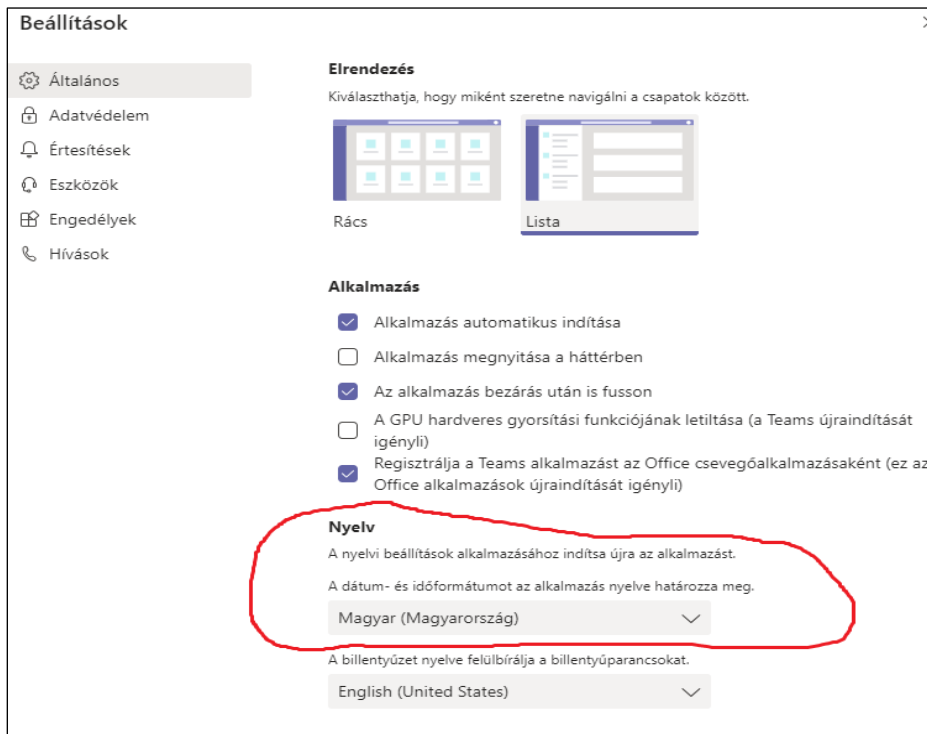 Beállítások
Általános
Adatvédelem
Értesítések
Eszközök
Engedélyek
Hívások
Elrendezés
Kiválaszthatja, hogy miként szeretne navigálni a csapatok között.
Rács
Lista
Alkalmazás
Alkalmazás automatikus indítása
Alkalmazás megnyitása a háttérben
Az alkalmazás bezárás után is fusson
A GPU hardveres gyorsítási funkciójának letiltása (a Teams újraindítását
igényli)
Regisztrálja a Teams alkalmazást az Office csevegőalkalmazásaként (ez az
Office alkalmazások újraindítását igényli)
Nyelv
A nyelvi beállítások alkalmazásához indítsa újra az alkalmazást.
A dátum- és időformátumot az alkalmazás nyelve határozza meg.
Magyar (Magyarország)
A billentyűzet nyelve felülbírálja a billentyűparancsokat.
English (United States)